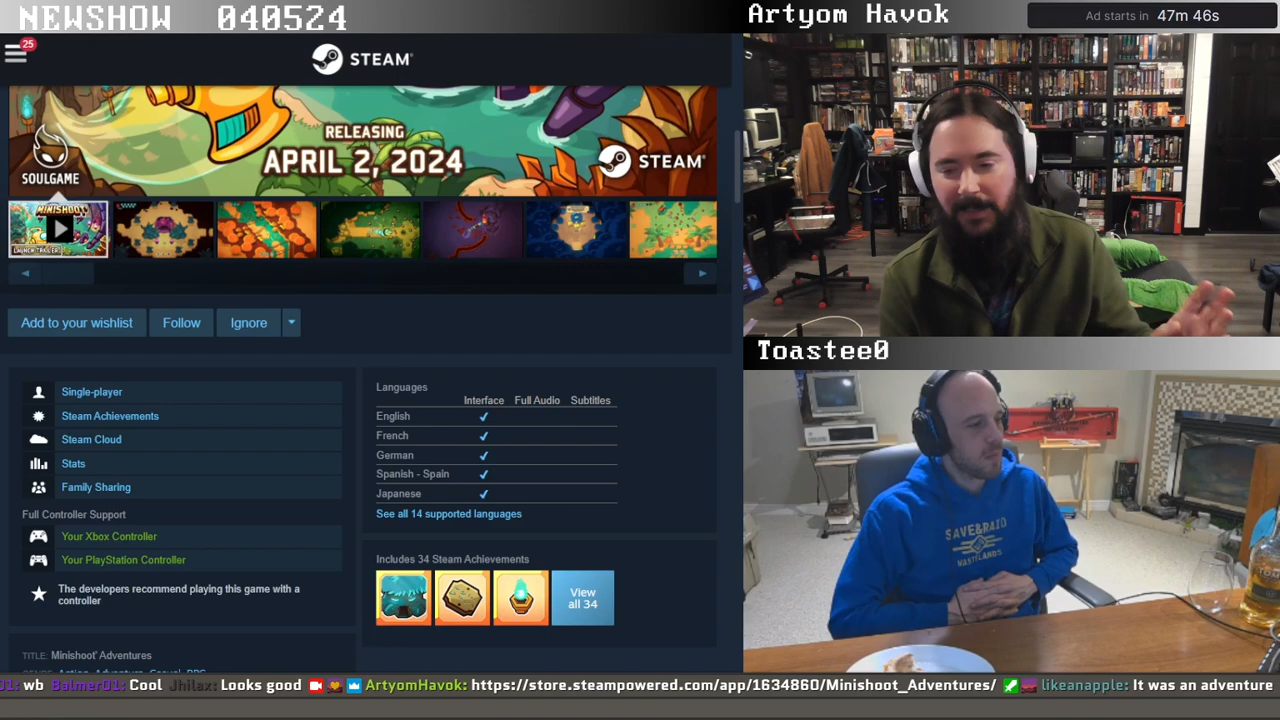 NEWSHOW 040524
Artyom Havok
Ad starts in 47m 46s
25
STEAM
RELEASING
APRIL 2, 2024
SOULGAME
STEAM
MINISHOOT
LAUNCH TRAILER
Add to your wishlist
Follow
Ignore
Single-player
Steam Achievements
Steam Cloud
Stats
Family Sharing
Full Controller Support
Your Xbox Controller
Your PlayStation Controller
The developers recommend playing this game with a
controller
TITLE: Minishoot' Adventures
Languages
Interface Full Audio Subtitles
English ✔
French ✔
German ✔
Spanish - Spain ✔
Japanese ✔
See all 14 supported languages
Includes 34 Steam Achievements
View
all 34
Toastee0
SAVE&RAID
WASTELANDS
01: wb Balmer01: Cool Jhilax: Looks good ArtyomHavok: https://store.steampowered.com/app/1634860/Minishoot_Adventures/ likeanapple: It was an adventure